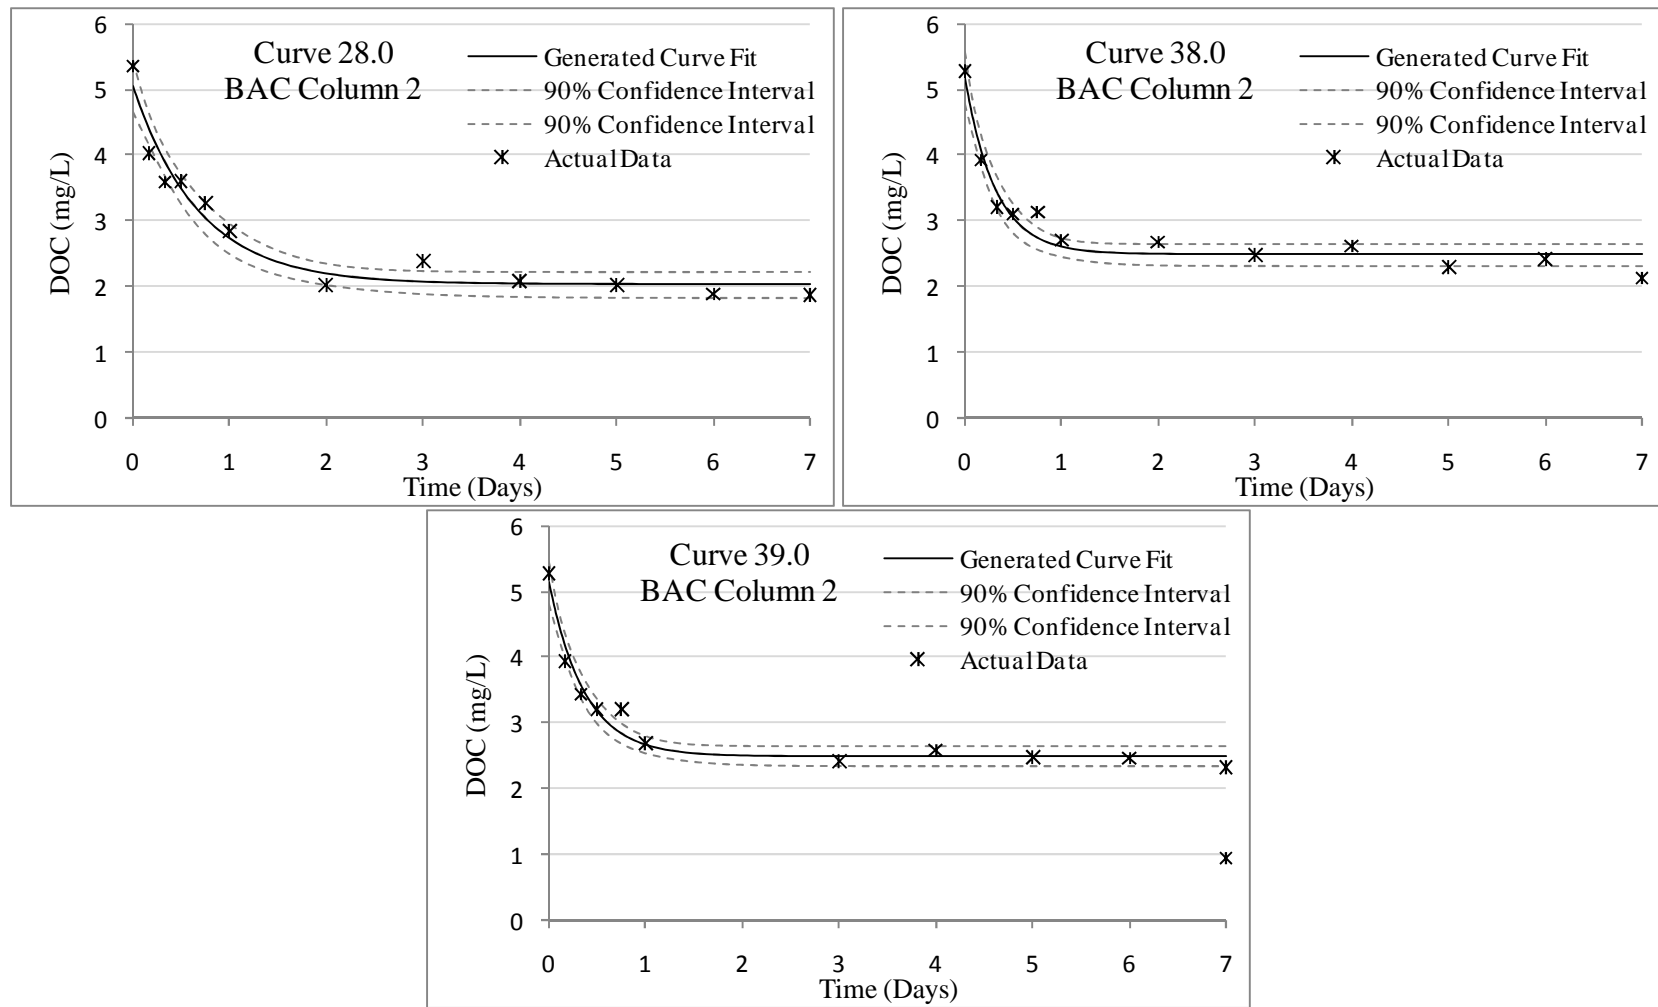 Curve 28.0
BAC Column 2
Generated Curve Fit
90% Confidence Interval
90% Confidence Interval
Actual Data
DOC (mg/L)
6
5
4
3
2
1
0
0 1 2 3 4 5 6 7
Time (Days)
Curve 38.0
BAC Column 2
Generated Curve Fit
90% Confidence Interval
90% Confidence Interval
Actual Data
DOC (mg/L)
6
5
4
3
2
1
0
0 1 2 3 4 5 6 7
Time (Days)
Curve 39.0
BAC Column 2
Generated Curve Fit
90% Confidence Interval
90% Confidence Interval
Actual Data
DOC (mg/L)
6
5
4
3
2
1
0
0 1 2 3 4 5 6 7
Time (Days)